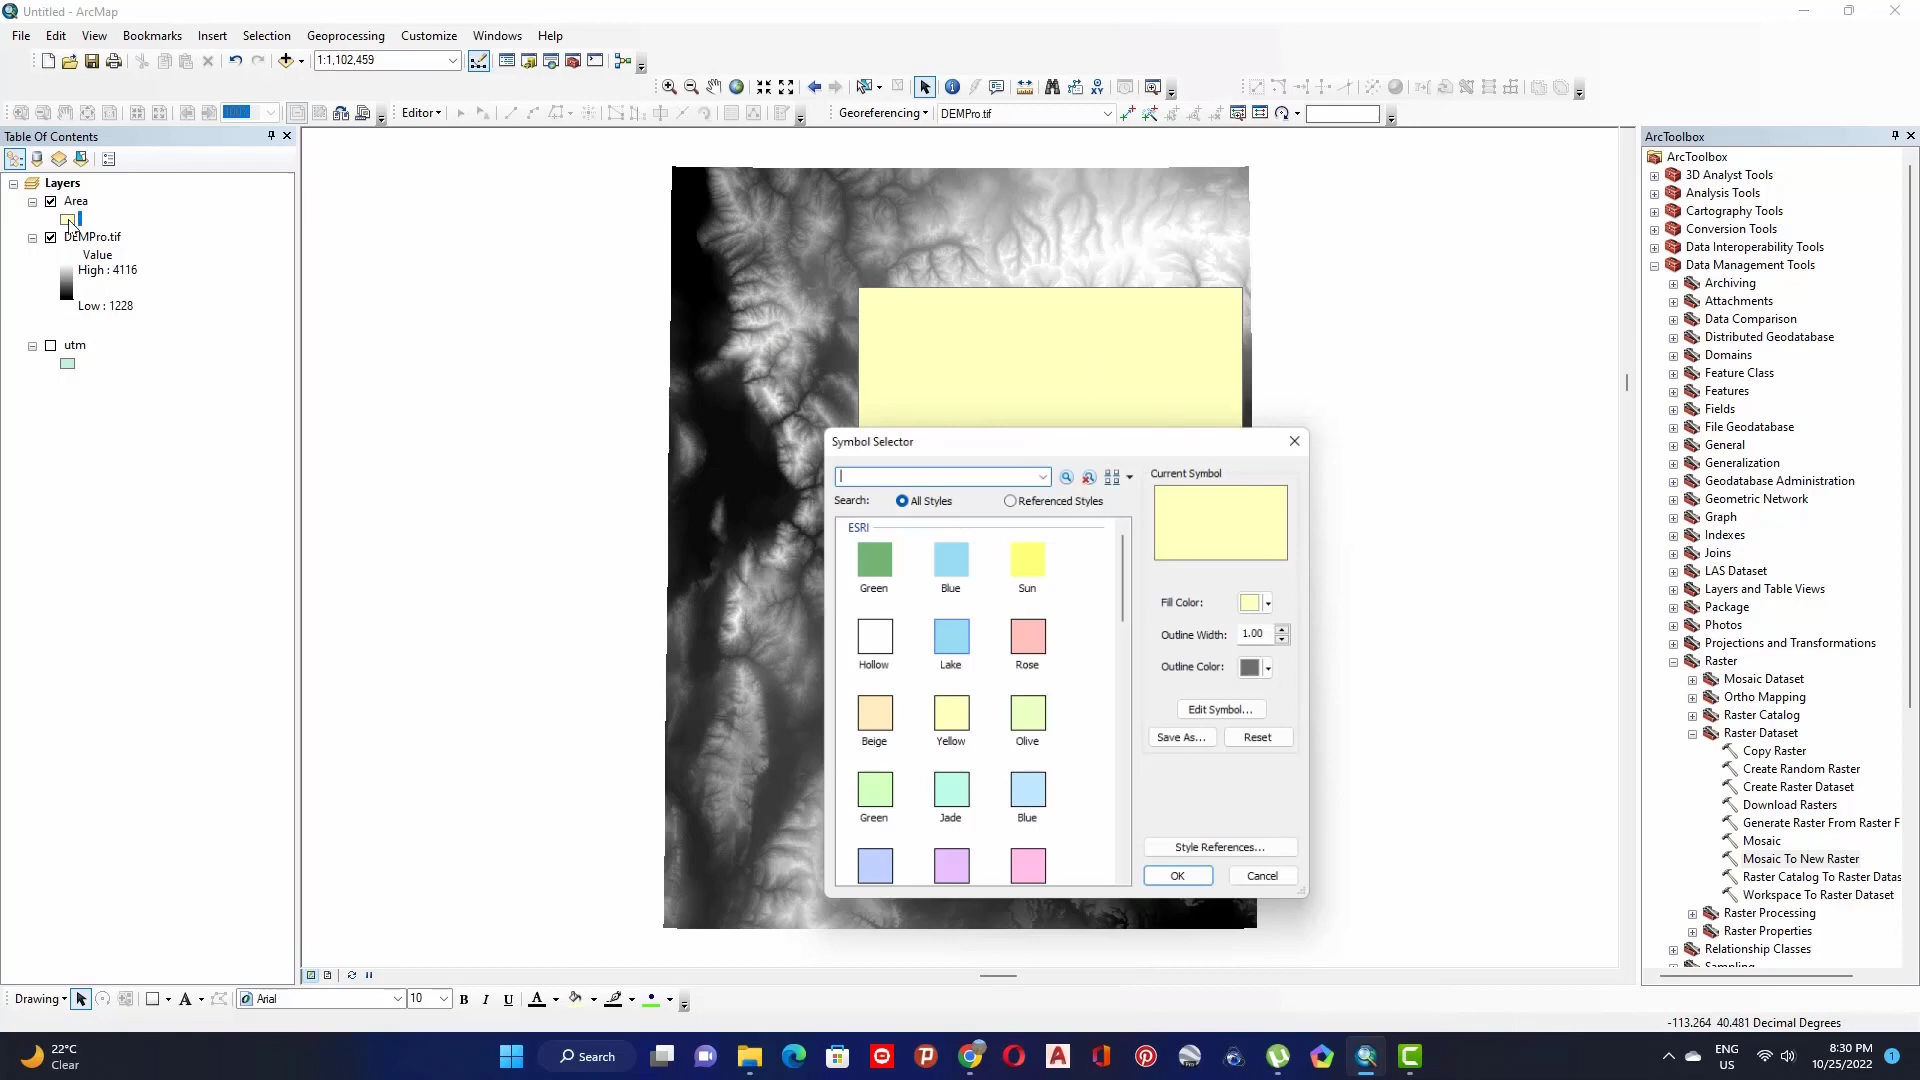 Untitled - ArcMap
File Edit View Bookmarks Insert Selection Geoprocessing Customize Windows Help
1:1,102,459
100% Editor Georeferencing DEMPro.tif
Table Of Contents
Layers
Area
DEMPro.tif
Value
High : 4116
Low : 1228
utm
Symbol Selector
Search: All Styles Referenced Styles
ESRI
Green Blue Sun
Hollow Lake Rose
Beige Yellow Olive
Green Jade Blue
Current Symbol
Fill Color:
Outline Width: 1.00
Outline Color:
Edit Symbol...
Save As... Reset
Style References...
OK Cancel
ArcToolbox
ArcToolbox
3D Analyst Tools
Analysis Tools
Cartography Tools
Conversion Tools
Data Interoperability Tools
Data Management Tools
Archiving
Attachments
Data Comparison
Distributed Geodatabase
Domains
Feature Class
Features
Fields
File Geodatabase
General
Generalization
Geodatabase Administration
Geometric Network
Graph
Indexes
Joins
LAS Dataset
Layers and Table Views
Package
Photos
Projections and Transformations
Raster
Mosaic Dataset
Ortho Mapping
Raster Catalog
Raster Dataset
Copy Raster
Create Random Raster
Create Raster Dataset
Download Rasters
Generate Raster From Raster F
Mosaic
Mosaic To New Raster
Raster Catalog To Raster Datas
Workspace To Raster Dataset
Raster Processing
Raster Properties
Relationship Classes
Sampling
Drawing A Arial 10 B I U A
-113.264 40.481 Decimal Degrees
22°C
Clear
Search
ENG
US
8:30 PM
10/25/2022
1